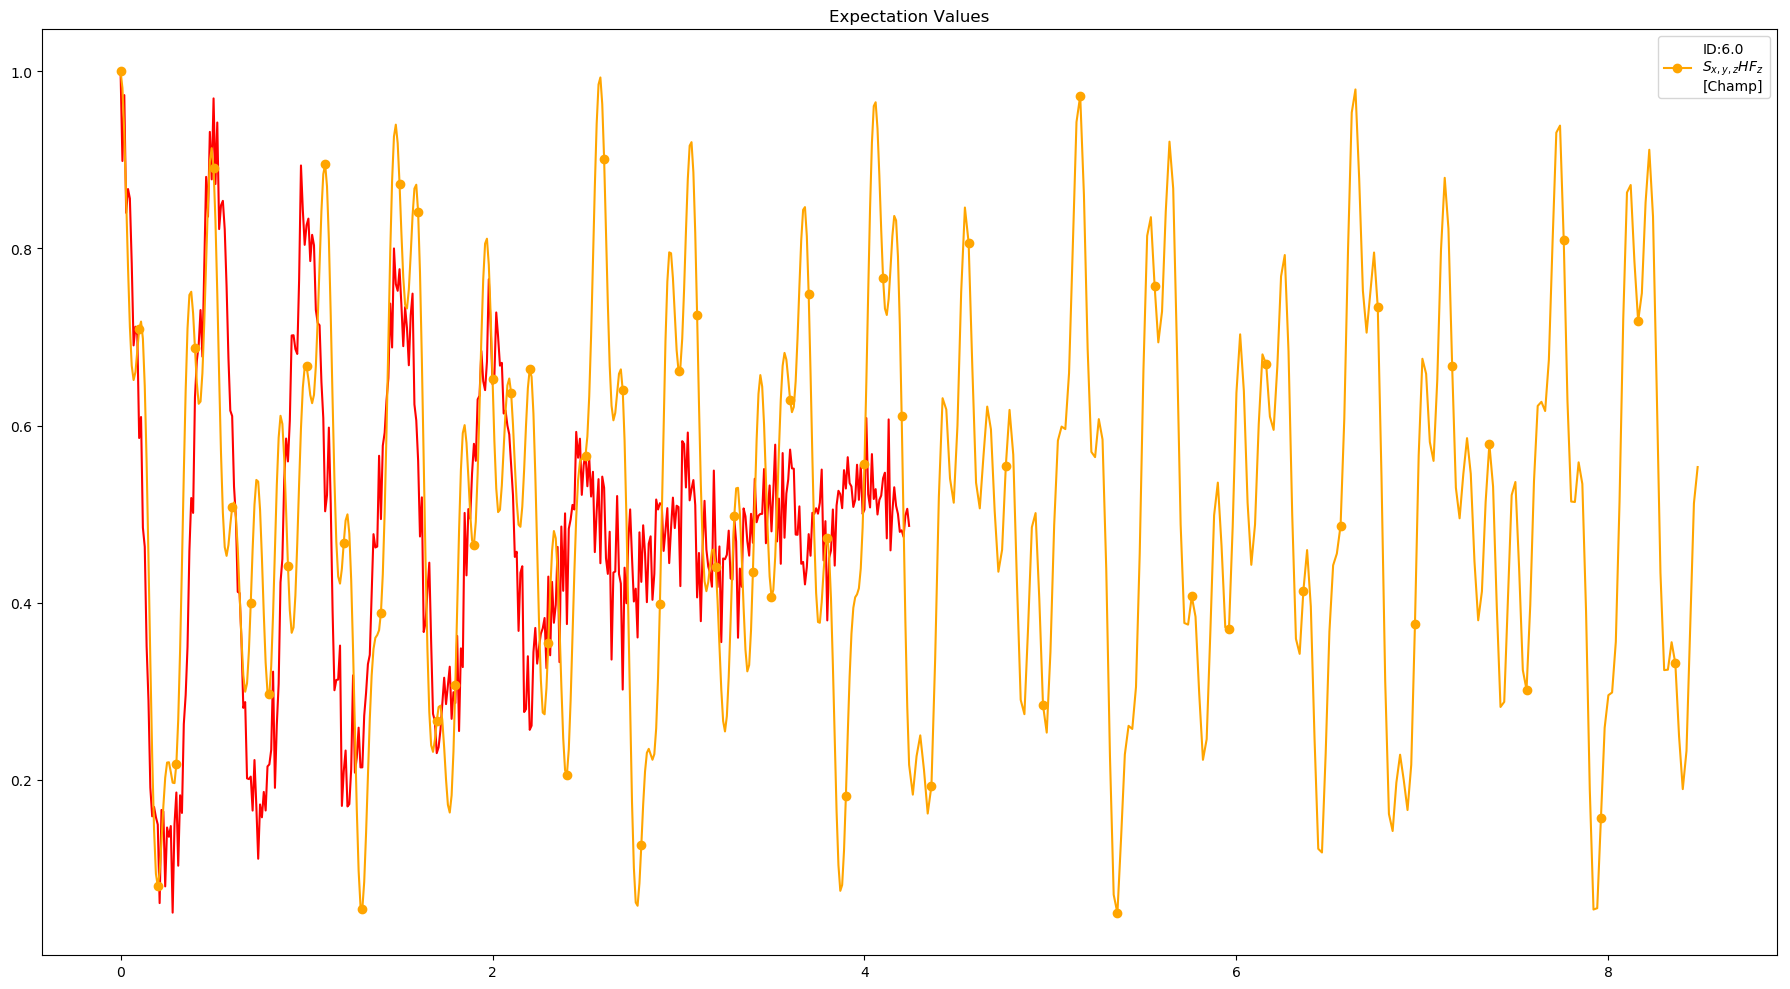 Expectation Values
ID:6.0
S_{x,y,z}HF_z
[Champ]
1.0
0.8
0.6
0.4
0.2
0 2 4 6 8